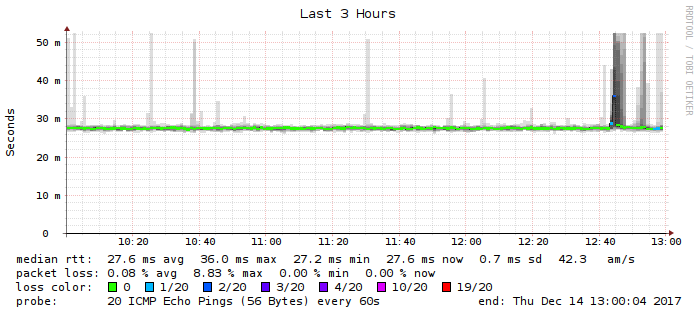 Last 3 Hours
RRDTOOL / TOBI OETIKER
Seconds
50 m
40 m
30 m
20 m
10 m
0
10:20 10:40 11:00 11:20 11:40 12:00 12:20 12:40 13:00
median rtt: 27.6 ms avg 36.0 ms max 27.2 ms min 27.6 ms now 0.7 ms sd 42.3 am/s
packet loss: 0.08 % avg 8.83 % max 0.00 % min 0.00 % now
loss color: 0 1/20 2/20 3/20 4/20 10/20 19/20
probe: 20 ICMP Echo Pings (56 Bytes) every 60s end: Thu Dec 14 13:00:04 2017